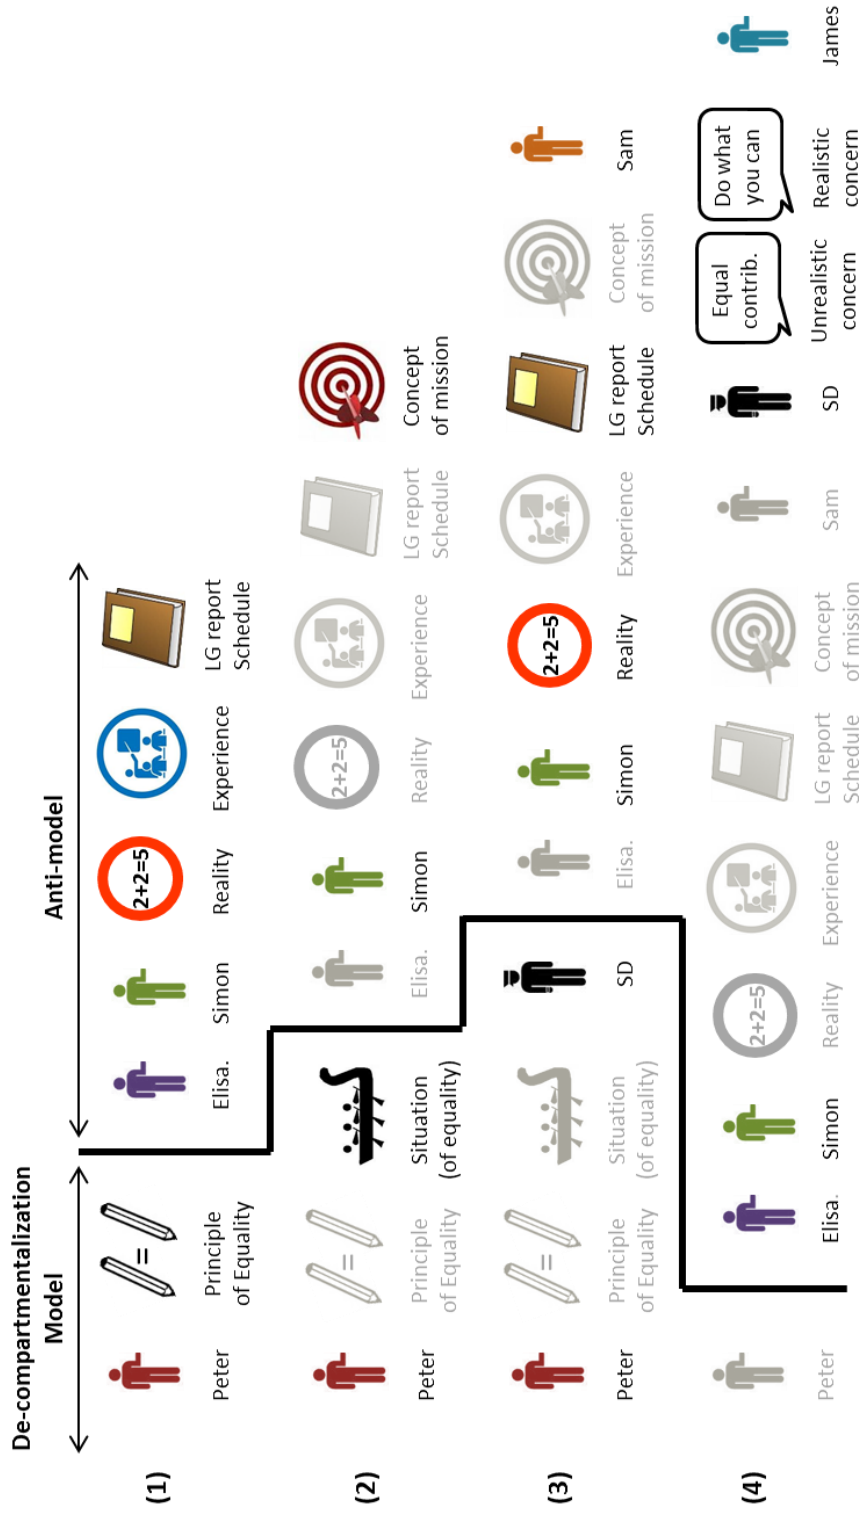 De-compartmentalization
Model
Anti-model
(1)
=
2+2=5
Peter
Principle
of Equality
Elisa.
Simon
Reality
Experience
LG report
Schedule
(2)
=
2+2=5
Peter
Principle
of Equality
Situation
(of equality)
Elisa.
Simon
Reality
Experience
LG report
Schedule
Concept
of mission
(3)
=
2+2=5
Peter
Principle
of Equality
Situation
(of equality)
SD
Elisa.
Simon
Reality
Experience
LG report
Schedule
Concept
of mission
Sam
(4)
2+2=5
Equal
contrib.
Do what
you can
Peter
Elisa.
Simon
Reality
Experience
LG report
Schedule
Concept
of mission
Sam
SD
Unrealistic
concern
Realistic
concern
James